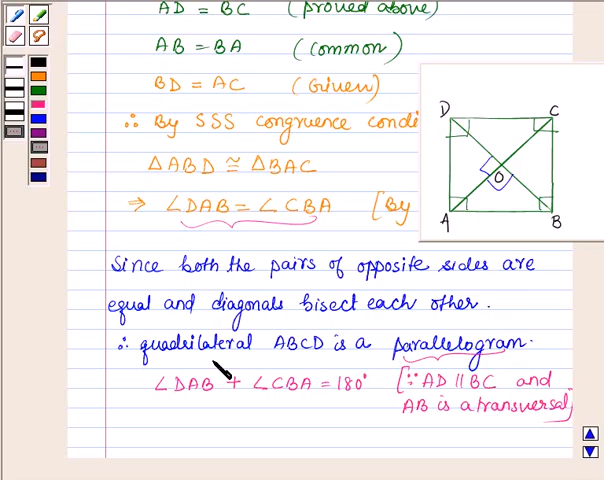 AD = BC (proved above)
AB = BA (Common)
BD = AC (Given)
∴ By SSS congruence condi
△ABD ≅ △BAC
⇒ ∠DAB = ∠CBA [By
D C
O
A B
Since both the pairs of opposite sides are
equal and diagonals bisect each other.
∴ quadrilateral ABCD is a parallelogram.
∠DAB + ∠CBA = 180° [∵ AD ∥ BC and
AB is a transversal]